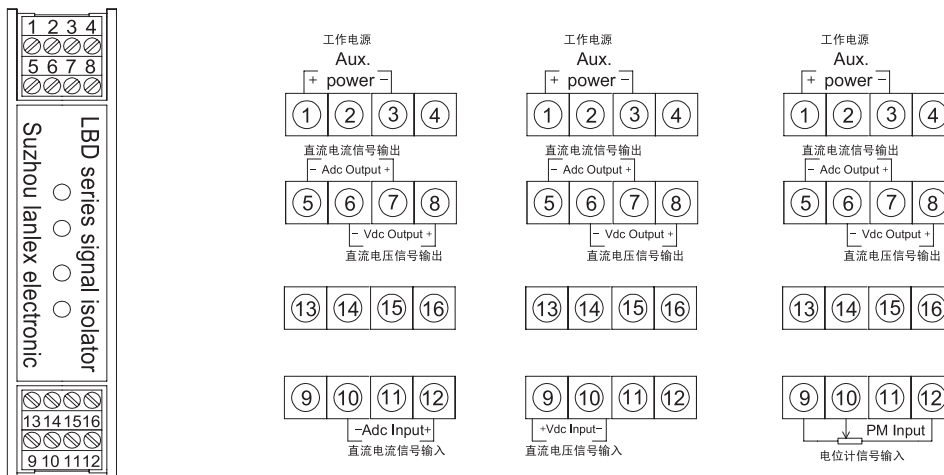 1 2 3 4
5 6 7 8
LBD series signal isolator
Suzhou lanlex electronic
13 14 15 16
9 10 11 12
工作电源
Aux.
+ power −
1 2 3 4
直流电流信号输出
− Adc Output +
5 6 7 8
− Vdc Output +
直流电压信号输出
13 14 15 16
9 10 11 12
−Adc Input+
直流电流信号输入
工作电源
Aux.
+ power −
1 2 3 4
直流电流信号输出
− Adc Output +
5 6 7 8
− Vdc Output +
直流电压信号输出
13 14 15 16
9 10 11 12
+Vdc Input−
直流电压信号输入
工作电源
Aux.
+ power −
1 2 3 4
直流电流信号输出
− Adc Output +
5 6 7 8
− Vdc Output +
直流电压信号输出
13 14 15 16
9 10 11 12
PM Input
电位计信号输入